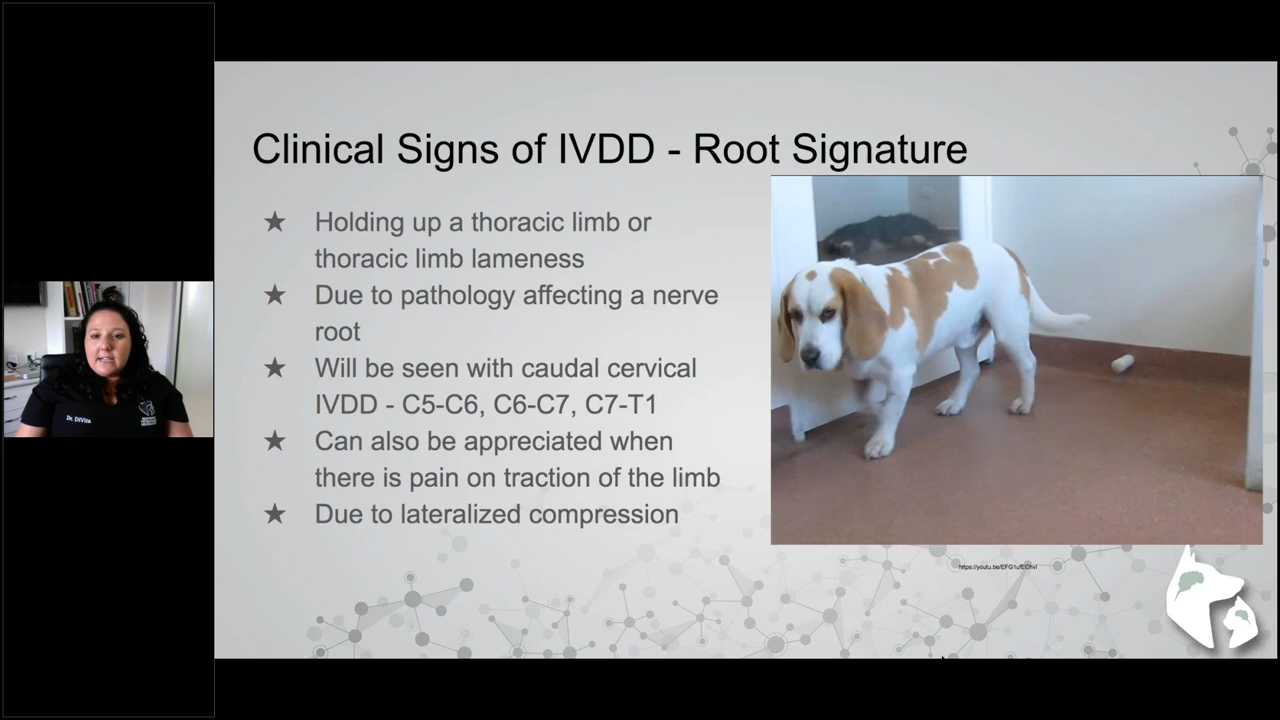 Clinical Signs of IVDD - Root Signature
★ Holding up a thoracic limb or
thoracic limb lameness
★ Due to pathology affecting a nerve
root
★ Will be seen with caudal cervical
IVDD - C5-C6, C6-C7, C7-T1
★ Can also be appreciated when
there is pain on traction of the limb
★ Due to lateralized compression
Dr. DiVita